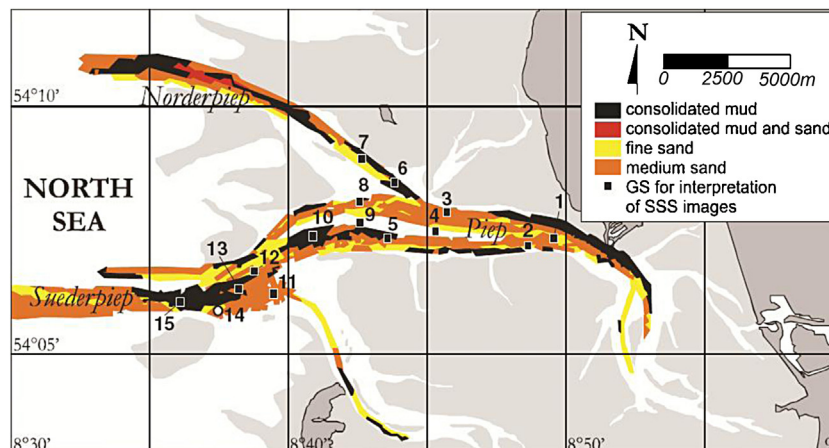 N
0 2500 5000m
consolidated mud
consolidated mud and sand
fine sand
medium sand
GS for interpretation
of SSS images
54°10'
Norderpiep
7
6
NORTH
SEA
8
3
1
9
4
10
5
Piep
2
13
12
11
Suederpiep
15
14
54°05'
8°30'
8°40'
8°50'